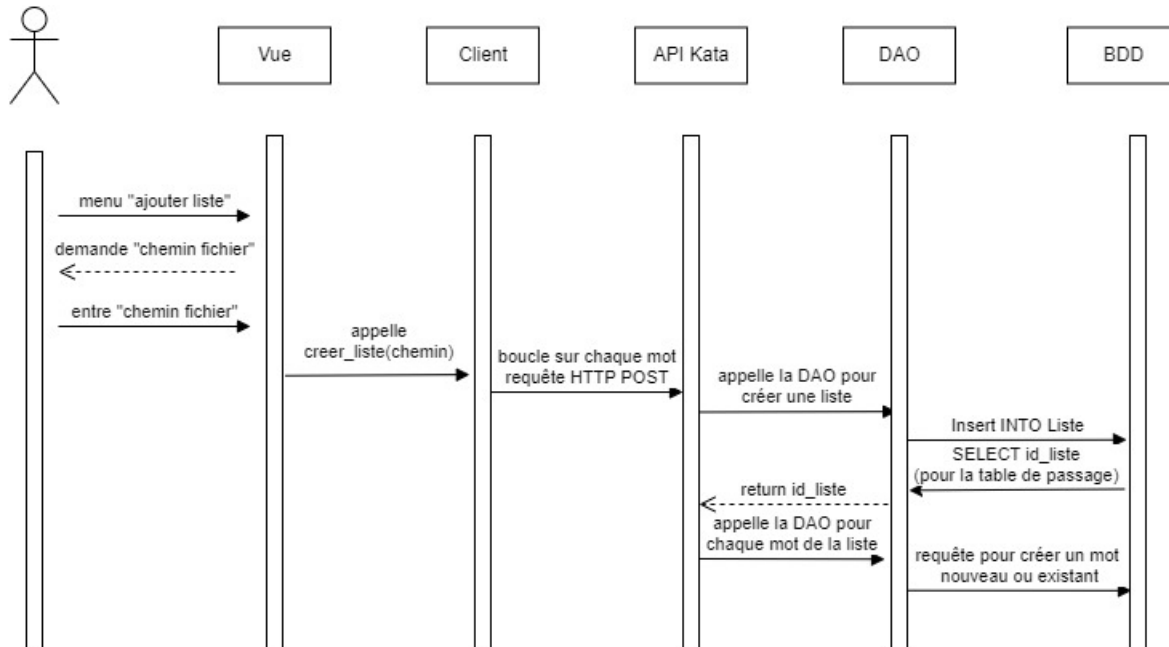 Vue
Client
API Kata
DAO
BDD
menu "ajouter liste"
demande "chemin fichier"
entre "chemin fichier"
appelle
creer_liste(chemin)
boucle sur chaque mot
requête HTTP POST
appelle la DAO pour
créer une liste
Insert INTO Liste
SELECT id_liste
(pour la table de passage)
return id_liste
appelle la DAO pour
chaque mot de la liste
requête pour créer un mot
nouveau ou existant